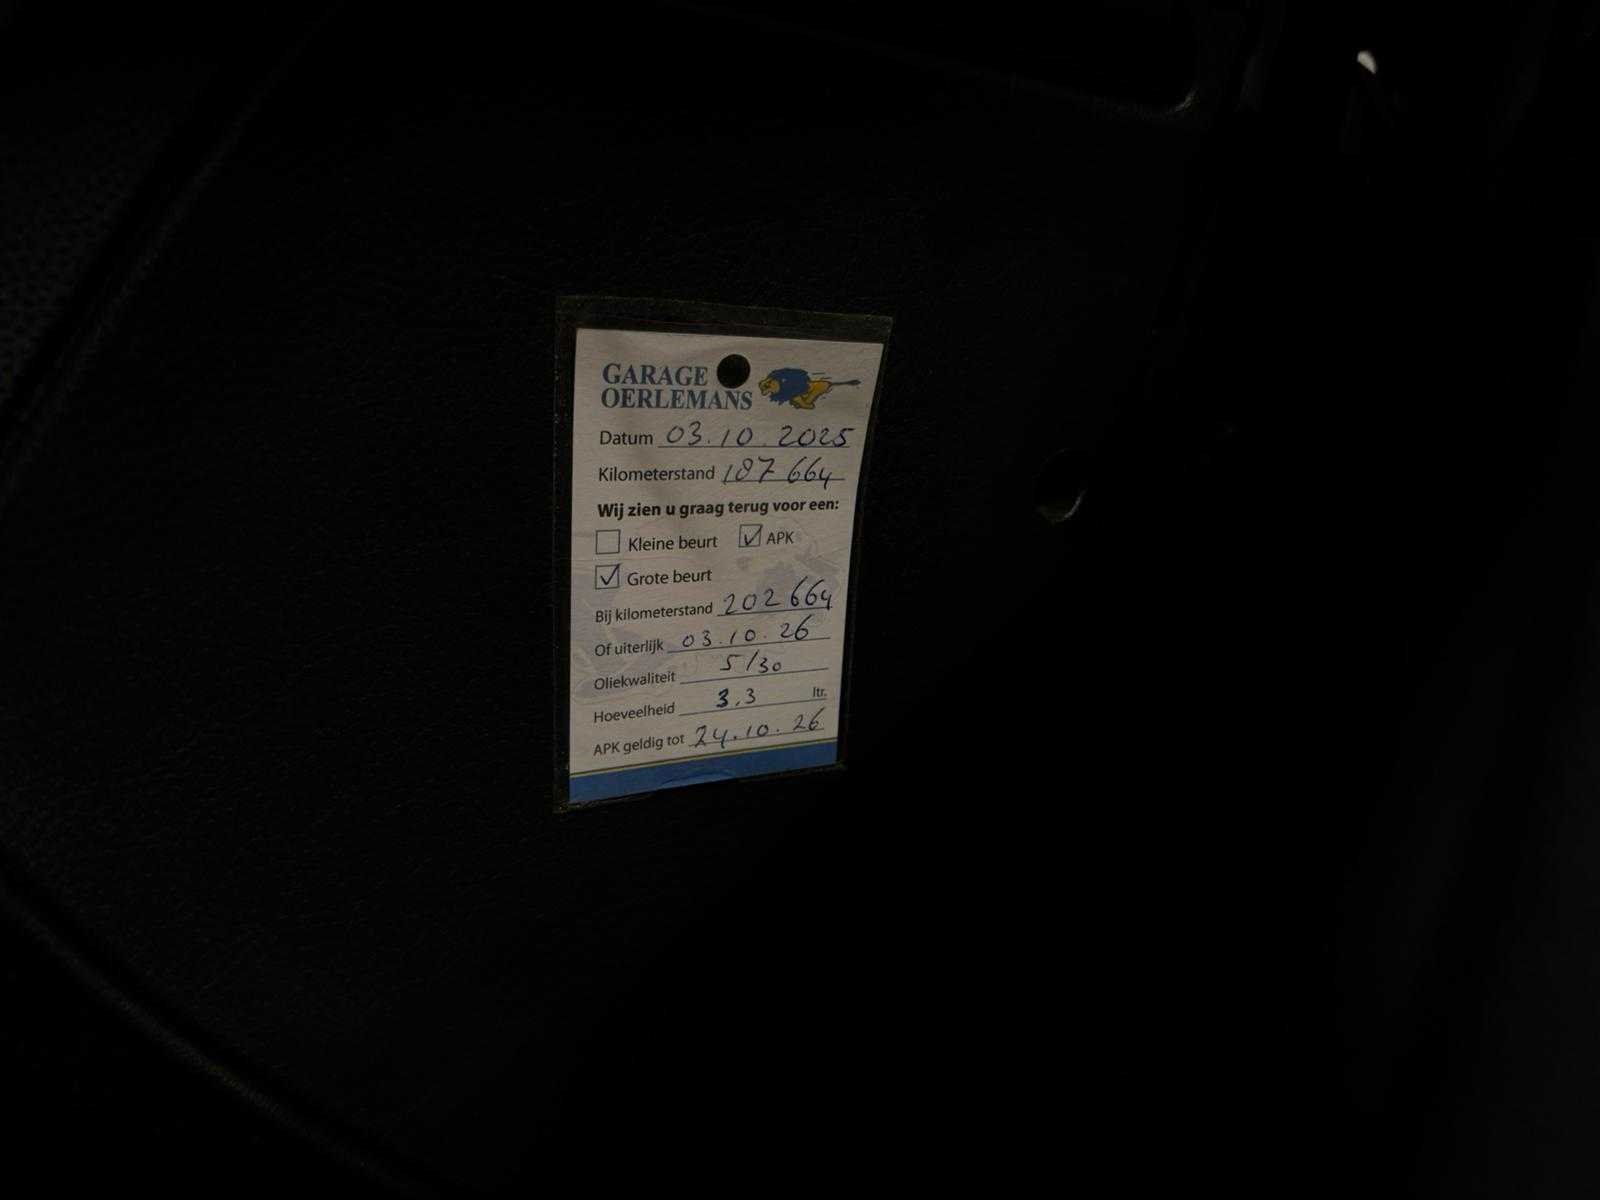 GARAGE
OERLEMANS
Datum 03.10.2025
Kilometerstand 187 664
Wij zien u graag terug voor een:
Kleine beurt ☑ APK
☑ Grote beurt
Bij kilometerstand 202 664
Of uiterlijk 03.10.26
Oliekwaliteit 5/30
Hoeveelheid 3,3 ltr.
APK geldig tot 24.10.26